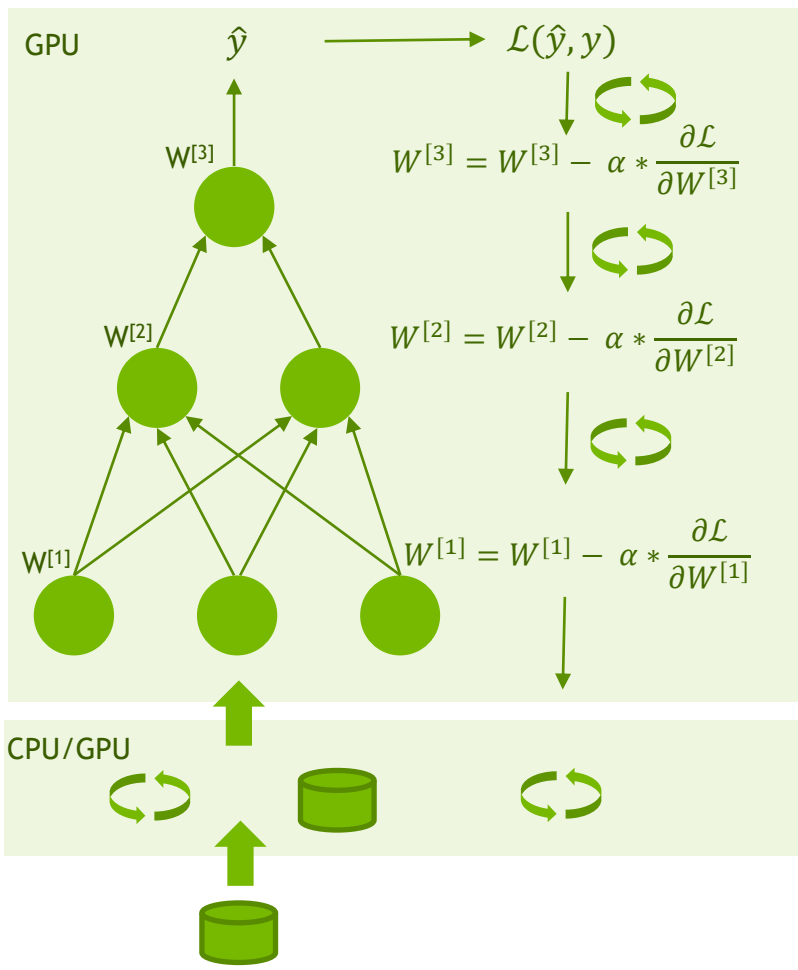 GPU
ŷ
ℒ(ŷ, y)
W[3]
W^{[3]} = W^{[3]} − α * ∂ℒ/∂W^{[3]}
W[2]
W^{[2]} = W^{[2]} − α * ∂ℒ/∂W^{[2]}
W[1]
W^{[1]} = W^{[1]} − α * ∂ℒ/∂W^{[1]}
CPU/GPU